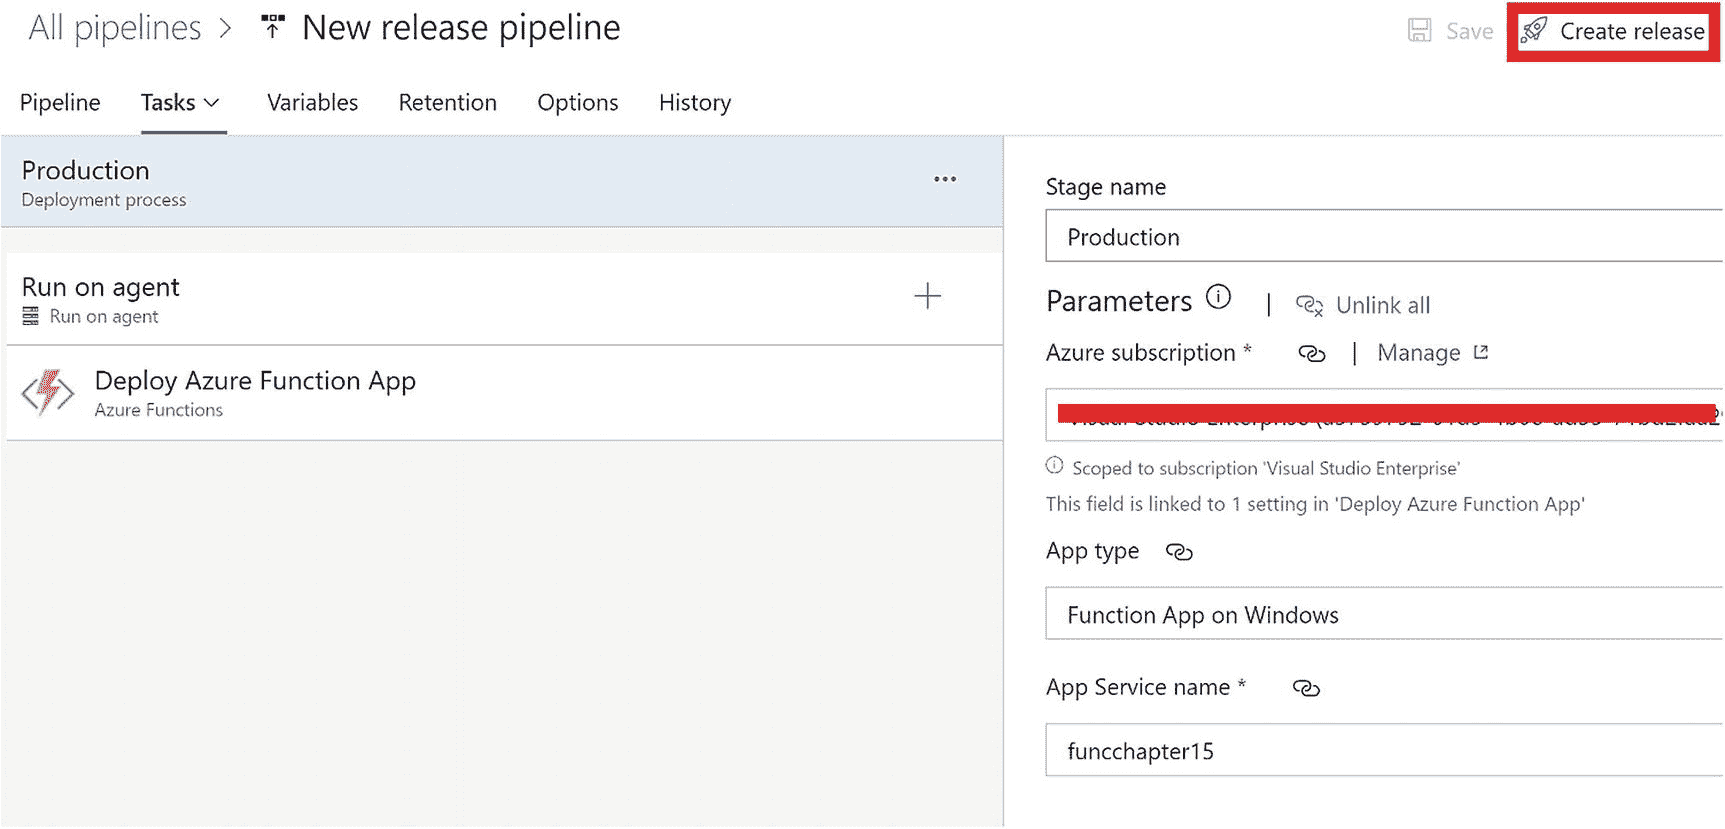 All pipelines > New release pipeline
Save Create release
Pipeline Tasks Variables Retention Options History
Production
Deployment process
Run on agent
Run on agent
Deploy Azure Function App
Azure Functions
Stage name
Production
Parameters | Unlink all
Azure subscription * | Manage
Scoped to subscription 'Visual Studio Enterprise'
This field is linked to 1 setting in 'Deploy Azure Function App'
App type
Function App on Windows
App Service name *
funcchapter15